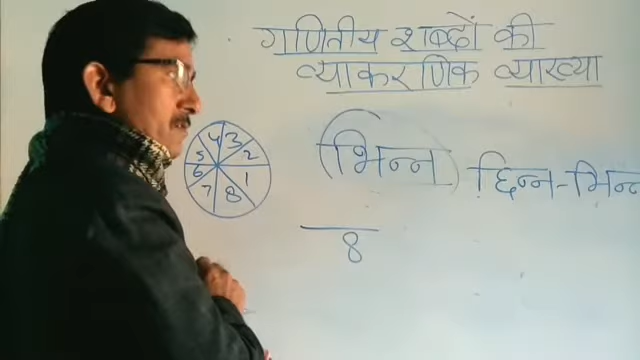 गणितीय शब्दों की
व्याकरणिक व्याख्या
(भिन्न) छिन्न-भिन्न
4 3
5 2
6 1
7 8
8